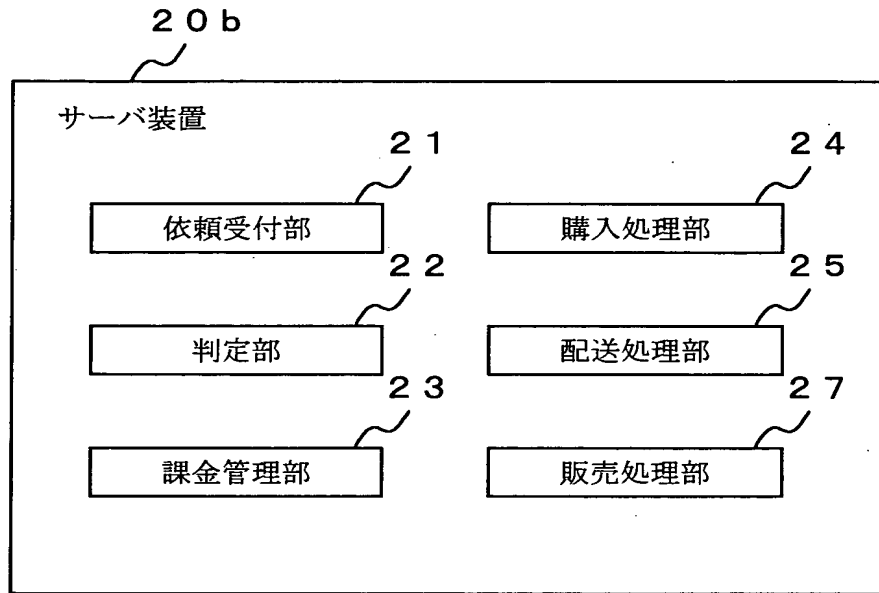 ２０ｂ
サーバ装置
２１
２４
依頼受付部
購入処理部
２２
２５
判定部
配送処理部
２３
２７
課金管理部
販売処理部